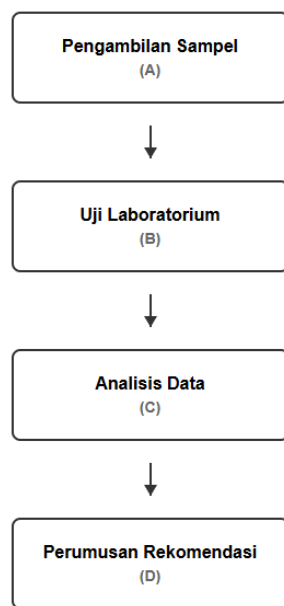 Pengambilan Sampel
(A)
Uji Laboratorium
(B)
Analisis Data
(C)
Perumusan Rekomendasi
(D)